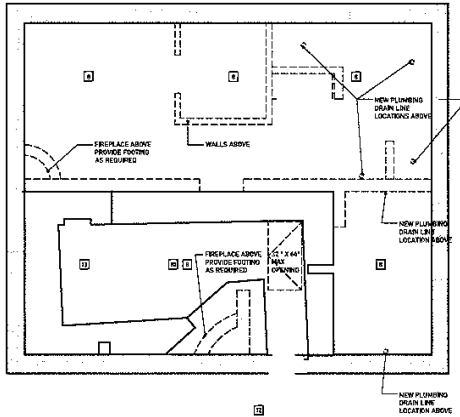 NEW PLUMBING
DRAIN LINE
LOCATIONS ABOVE
FIREPLACE ABOVE
PROVIDE FOOTING
AS REQUIRED
WALLS ABOVE
NEW PLUMBING
DRAIN LINE
LOCATION ABOVE
FIREPLACE ABOVE
PROVIDE FOOTING
AS REQUIRED
MAX
OPENING
NEW PLUMBING
DRAIN LINE
LOCATION ABOVE